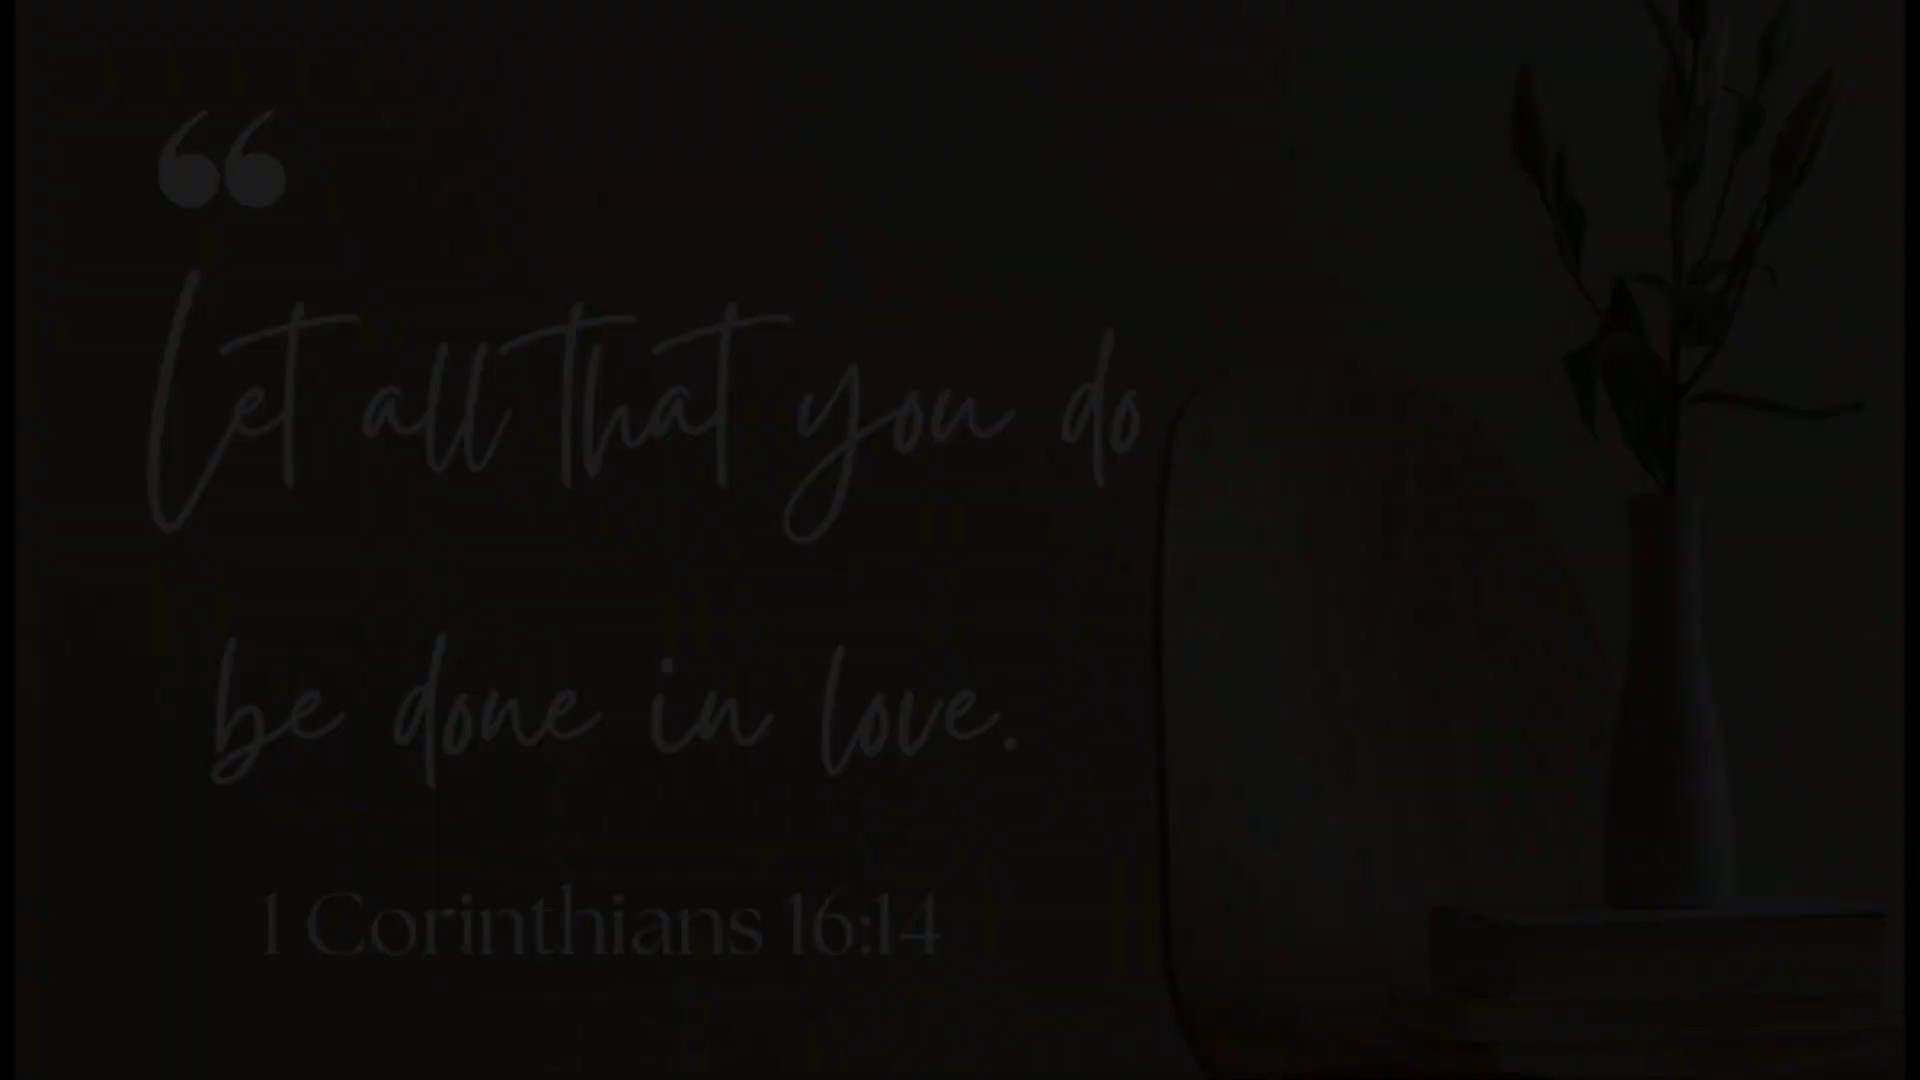 “
Let all that you do
be done in love.
1 Corinthians 16:14